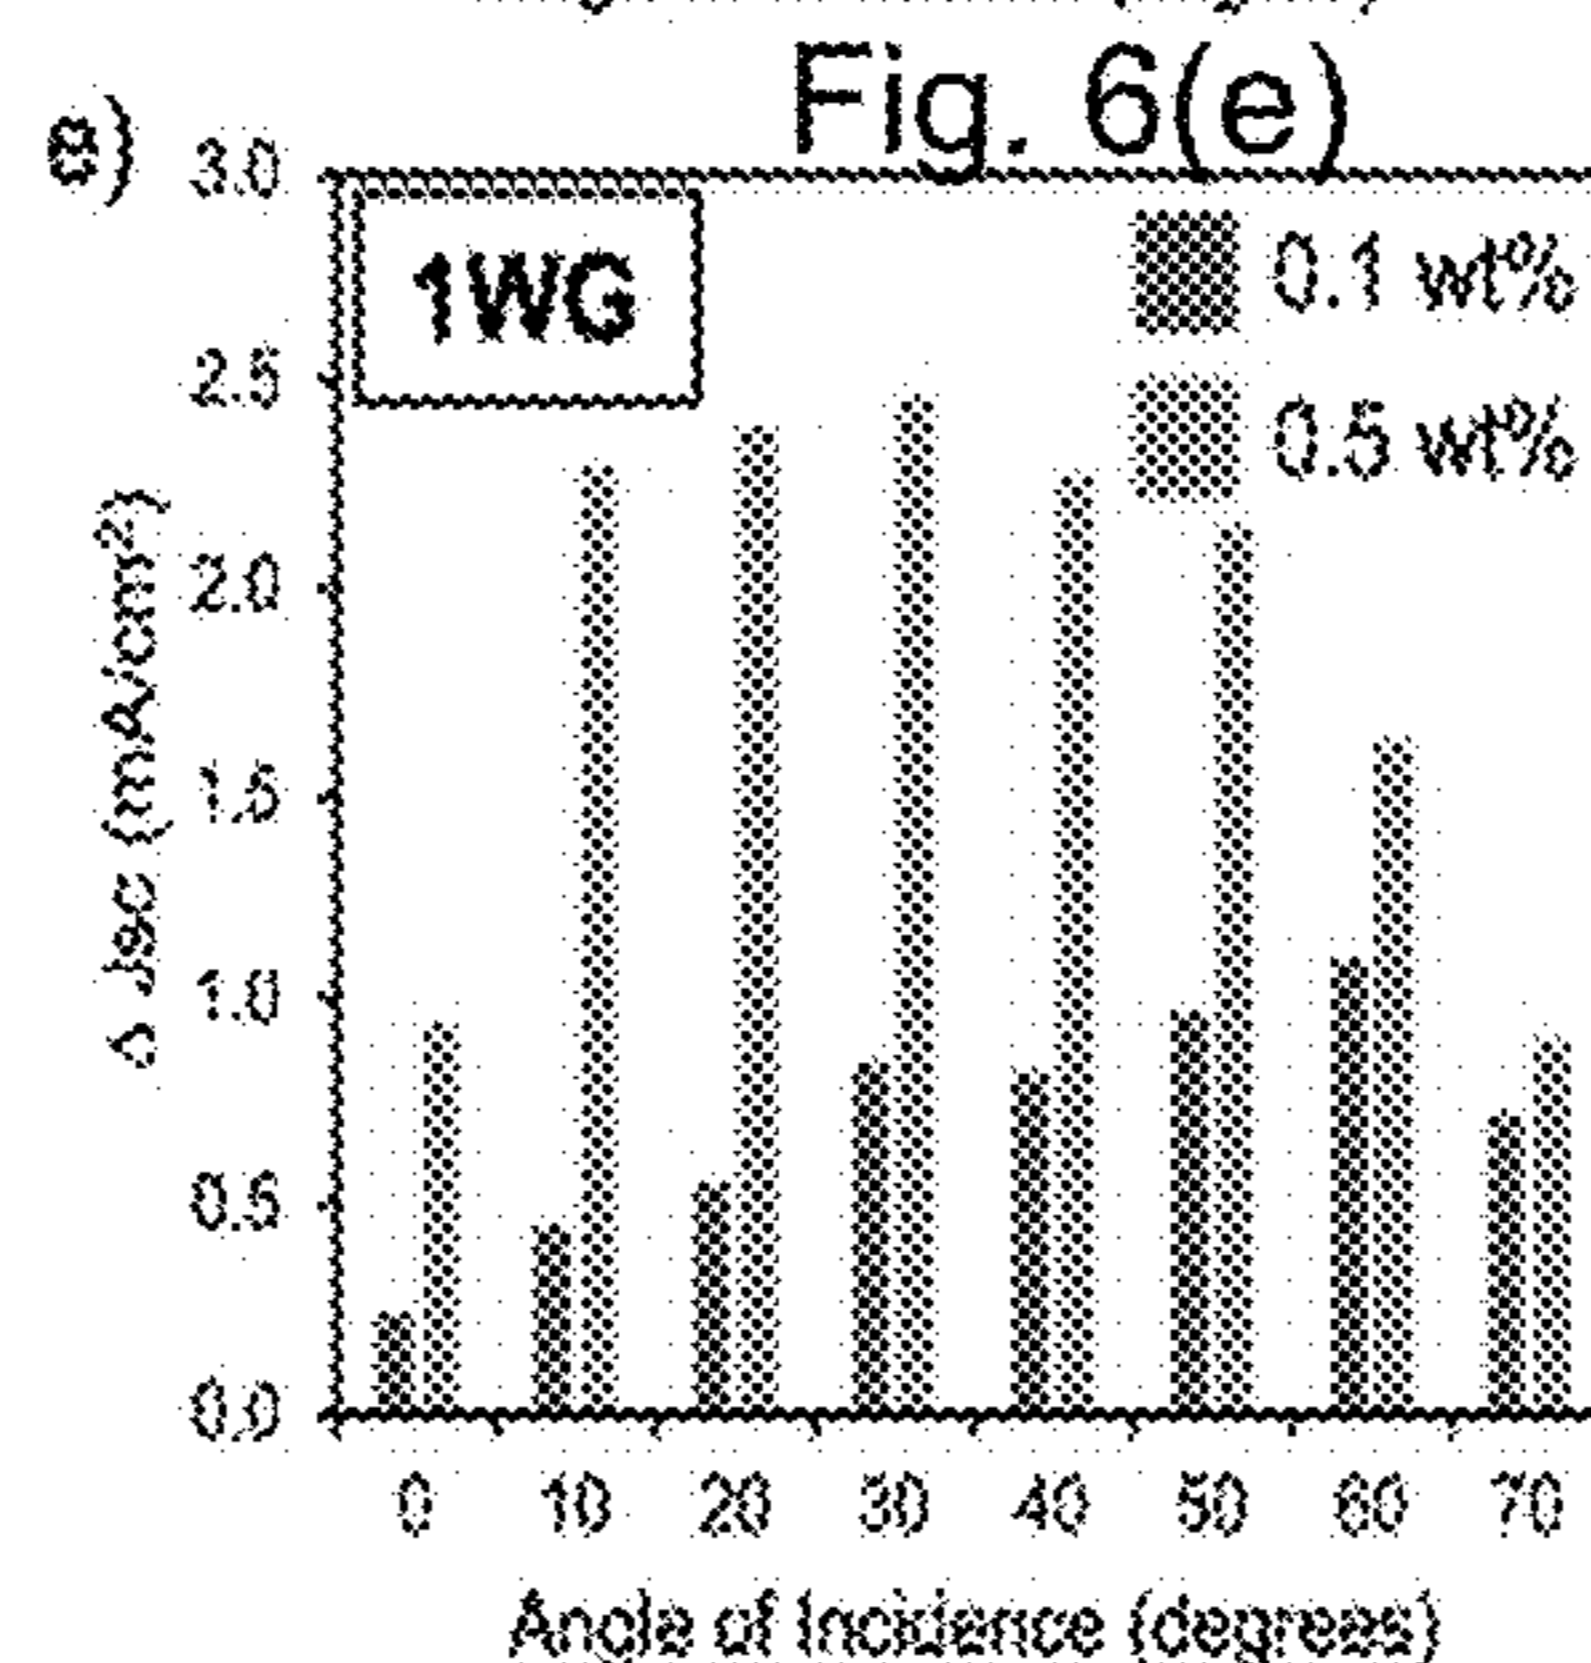 Fig. 6(e)
e)
3.0
1WG
0.1 wt%
2.5
0.5 wt%
2.0
1.5
1.0
0.5
0.0
Δ Jsc (mA/cm²)
0 10 20 30 40 50 60 70
Angle of Incidence (degrees)